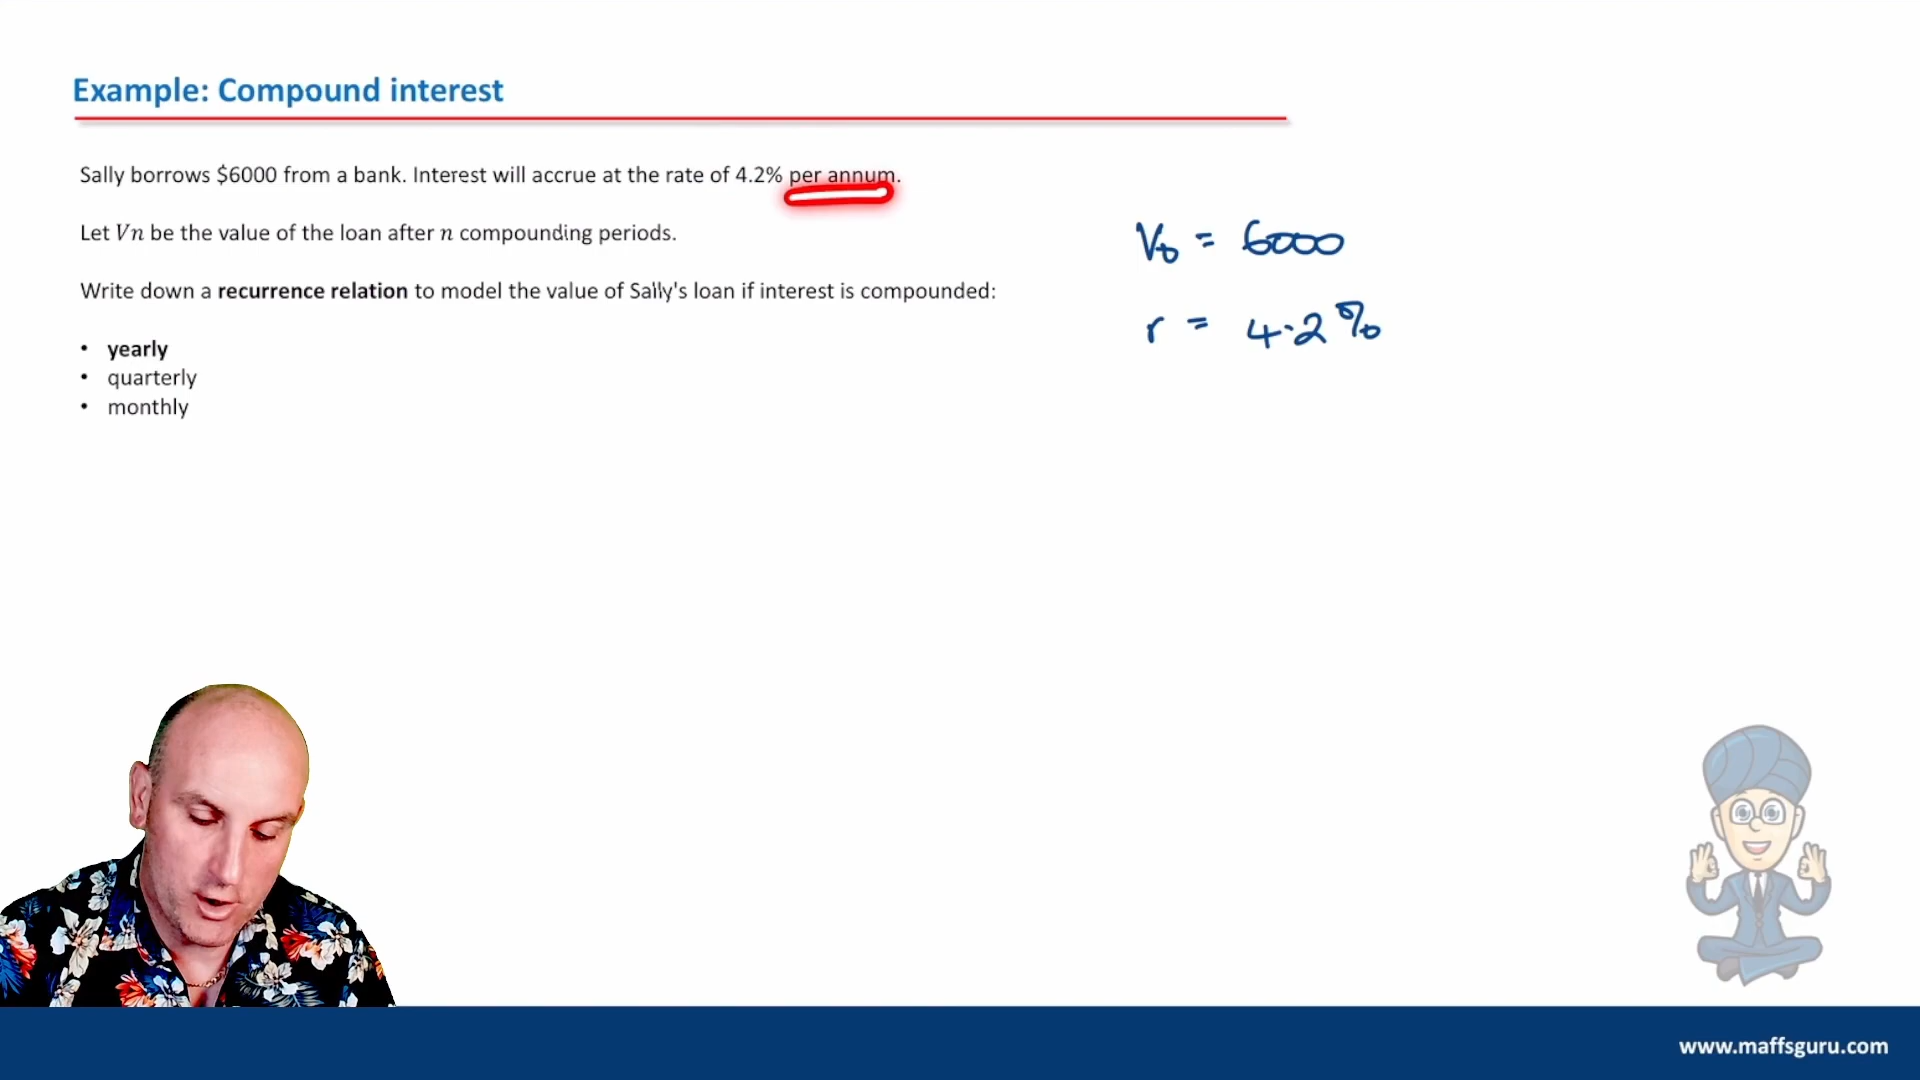 Example: Compound interest
Sally borrows $6000 from a bank. Interest will accrue at the rate of 4.2% per annum.
Let Vn be the value of the loan after n compounding periods.
V₀ = 6000
Write down a recurrence relation to model the value of Sally's loan if interest is compounded:
r = 4.2%
• yearly
• quarterly
• monthly
www.maffsguru.com